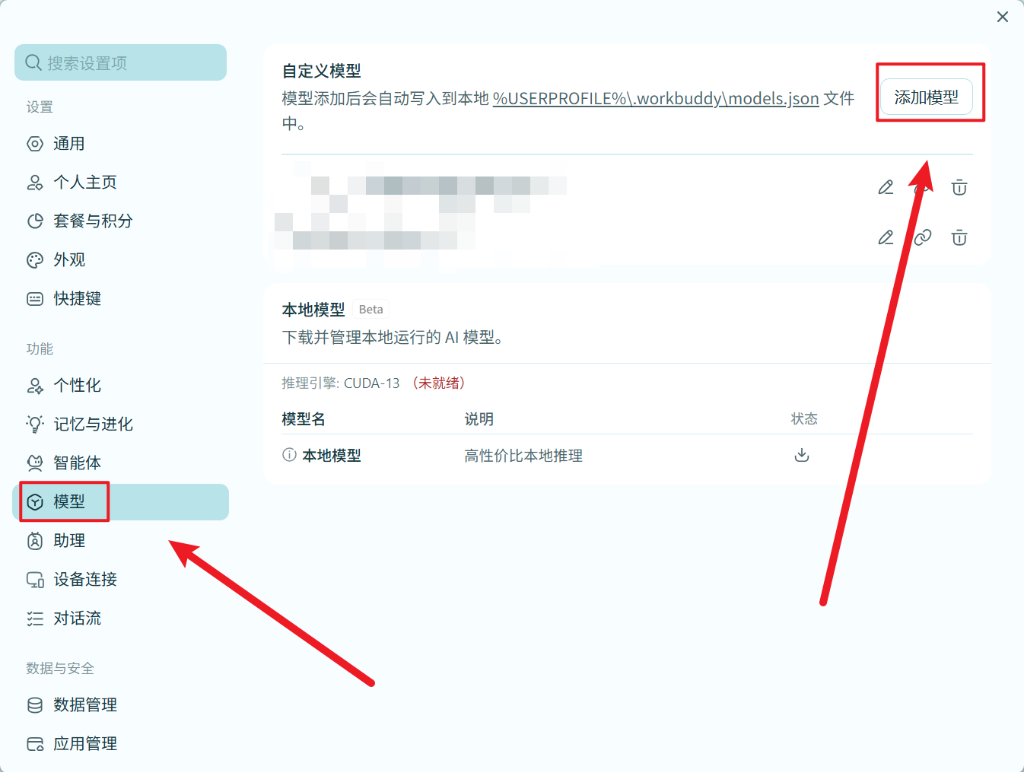 搜索设置项
设置
通用
个人主页
套餐与积分
外观
快捷键
功能
个性化
记忆与进化
智能体
模型
助理
设备连接
对话流
数据与安全
数据管理
应用管理
自定义模型
模型添加后会自动写入到本地 %USERPROFILE%\.workbuddy\models.json 文件
中。
添加模型
本地模型 Beta
下载并管理本地运行的 AI 模型。
推理引擎: CUDA-13 （未就绪）
模型名 说明 状态
本地模型 高性价比本地推理